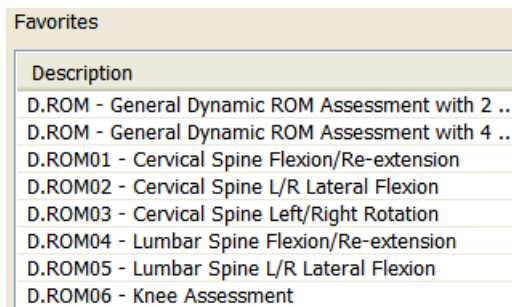 Favorites
Description
D.ROM - General Dynamic ROM Assessment with 2 ..
D.ROM - General Dynamic ROM Assessment with 4 ..
D.ROM01 - Cervical Spine Flexion/Re-extension
D.ROM02 - Cervical Spine L/R Lateral Flexion
D.ROM03 - Cervical Spine Left/Right Rotation
D.ROM04 - Lumbar Spine Flexion/Re-extension
D.ROM05 - Lumbar Spine L/R Lateral Flexion
D.ROM06 - Knee Assessment